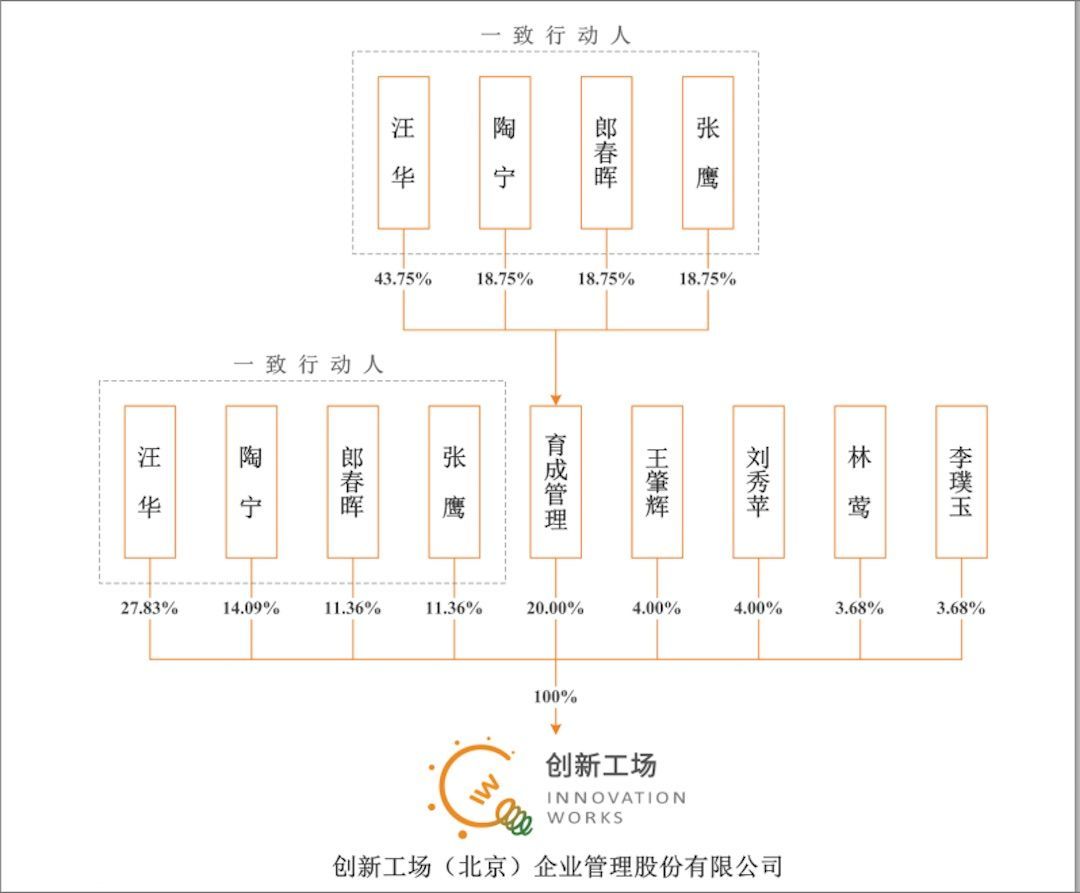 一致行动人
汪华
陶宁
郎春晖
张鹰
43.75%
18.75%
18.75%
18.75%
一致行动人
汪华
陶宁
郎春晖
张鹰
育成管理
王肇辉
刘秀苹
林莺
李璞玉
27.83%
14.09%
11.36%
11.36%
20.00%
4.00%
4.00%
3.68%
3.68%
100%
IW
创新工场
INNOVATION
WORKS
创新工场（北京）企业管理股份有限公司